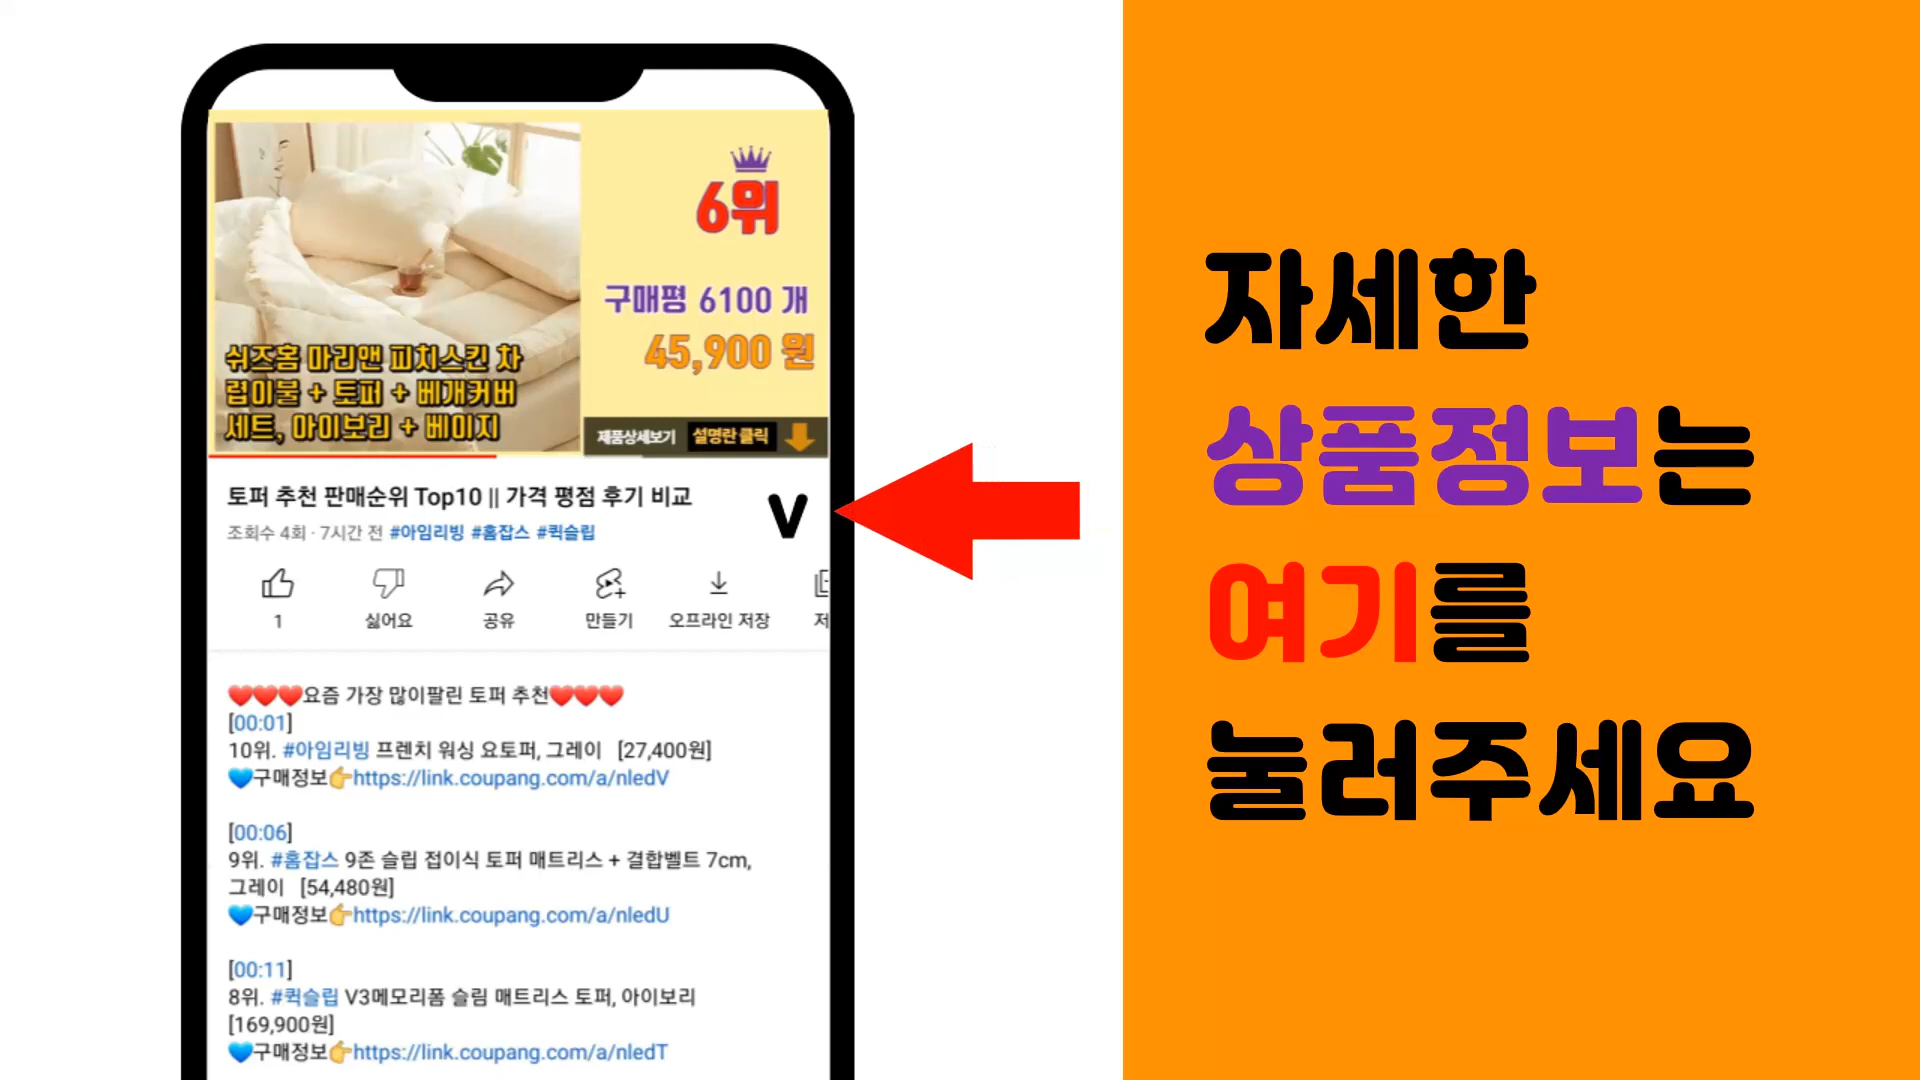 6위
구매평 6100 개
45,900 원
쉬즈홈 마리앤 피치스킨 차
렵이불 + 토퍼 + 베개커버
세트, 아이보리 + 베이지
제품상세보기 설명란 클릭
토퍼 추천 판매순위 Top10 || 가격 평점 후기 비교
V
조회수 4회 · 7시간 전 #아임리빙 #홈잡스 #퀵슬립
1 싫어요 공유 만들기 오프라인 저장 저
❤️❤️❤️요즘 가장 많이팔린 토퍼 추천❤️❤️❤️
[00:01]
10위. #아임리빙 프렌치 워싱 요토퍼, 그레이 [27,400원]
💙구매정보👉https://link.coupang.com/a/nledV
[00:06]
9위. #홈잡스 9존 슬립 접이식 토퍼 매트리스 + 결합벨트 7cm,
그레이 [54,480원]
💙구매정보👉https://link.coupang.com/a/nledU
[00:11]
8위. #퀵슬립 V3메모리폼 슬림 매트리스 토퍼, 아이보리
[169,900원]
💙구매정보👉https://link.coupang.com/a/nledT
자세한
상품정보는
여기를
눌러주세요